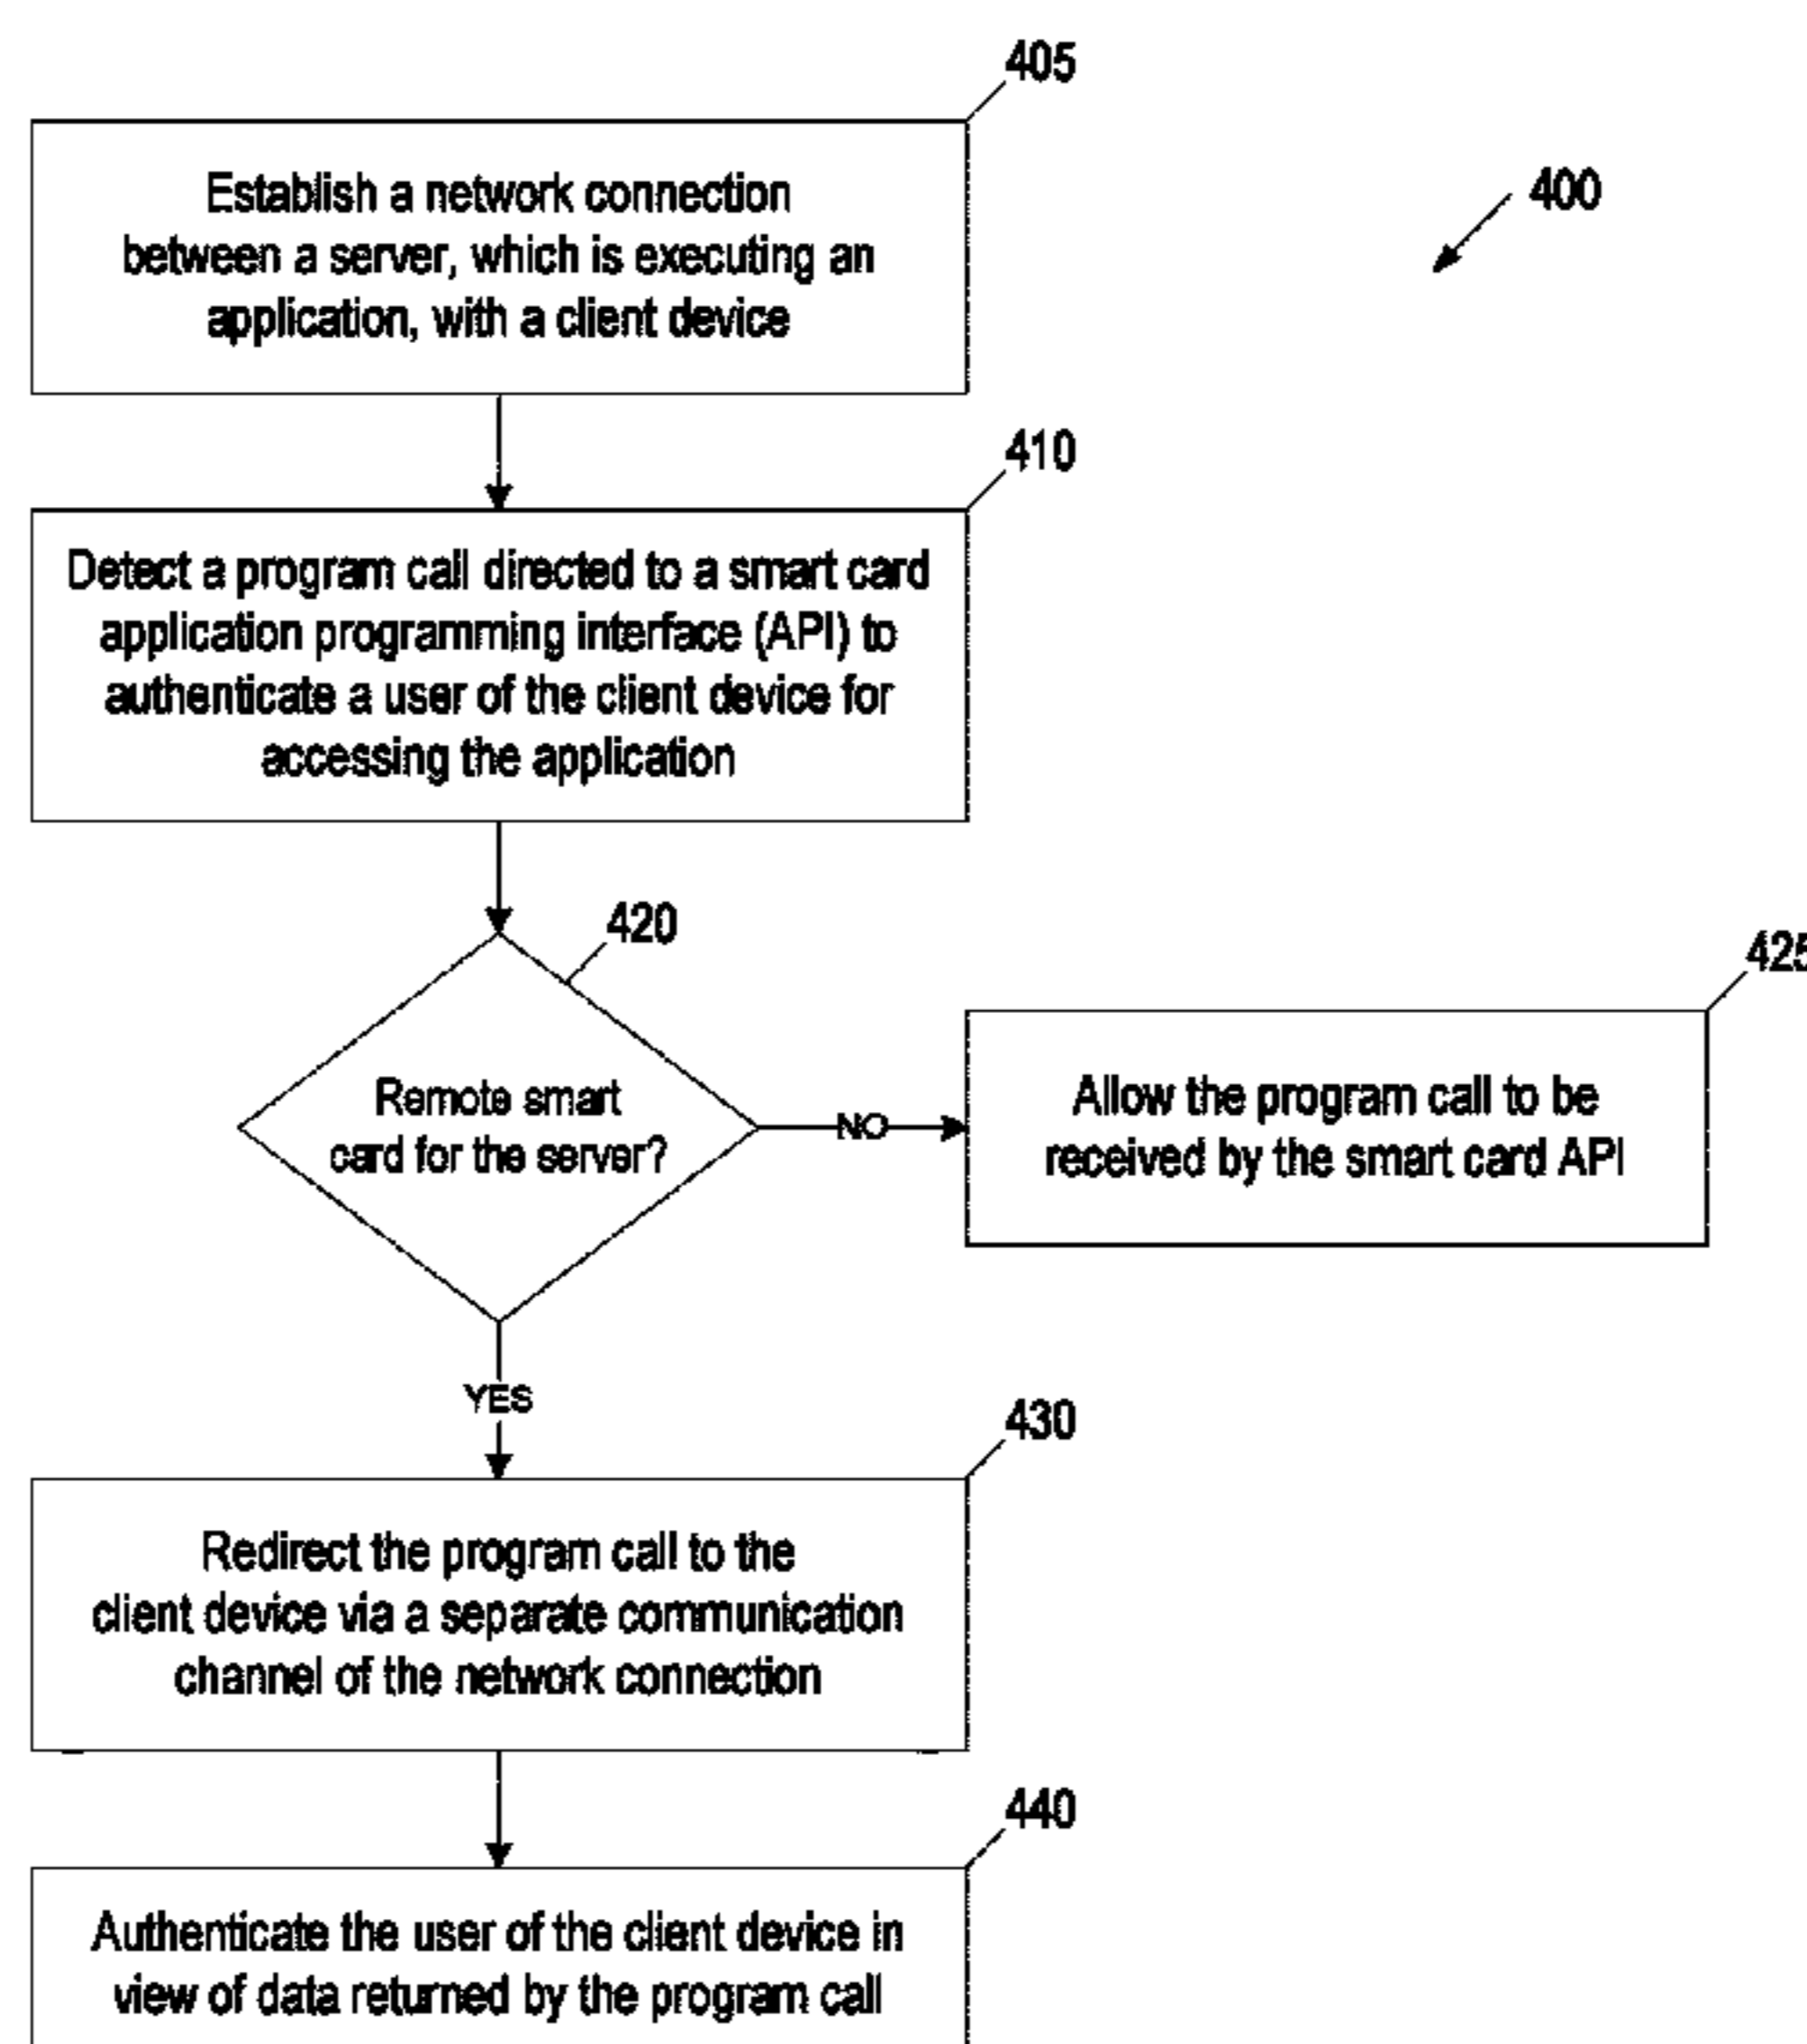 405
Establish a network connection
between a server, which is executing an
application, with a client device
400
410
Detect a program call directed to a smart card
application programming interface (API) to
authenticate a user of the client device for
accessing the application
420
425
Remote smart
card for the server?
NO
Allow the program call to be
received by the smart card API
YES
430
Redirect the program call to the
client device via a separate communication
channel of the network connection
440
Authenticate the user of the client device in
view of data returned by the program call